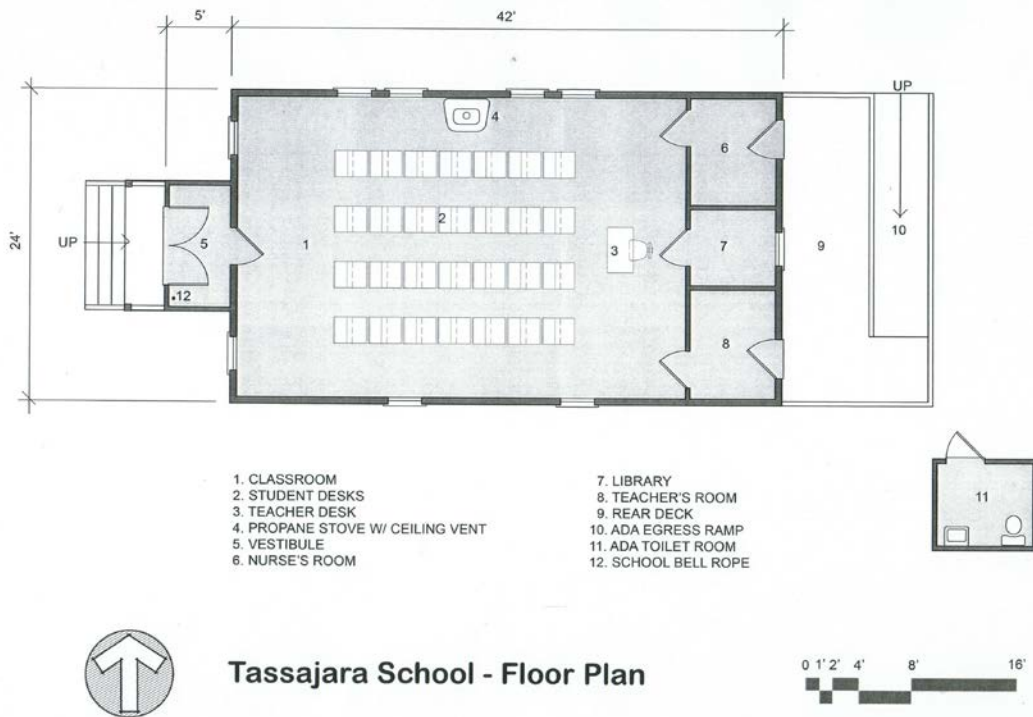 5'
42'
24'
UP
UP
4
6
2
1
5
3
7
9
10
12
8
11
1. CLASSROOM
2. STUDENT DESKS
3. TEACHER DESK
4. PROPANE STOVE W/ CEILING VENT
5. VESTIBULE
6. NURSE'S ROOM
7. LIBRARY
8. TEACHER'S ROOM
9. REAR DECK
10. ADA EGRESS RAMP
11. ADA TOILET ROOM
12. SCHOOL BELL ROPE
Tassajara School - Floor Plan
0 1' 2' 4' 8' 16'